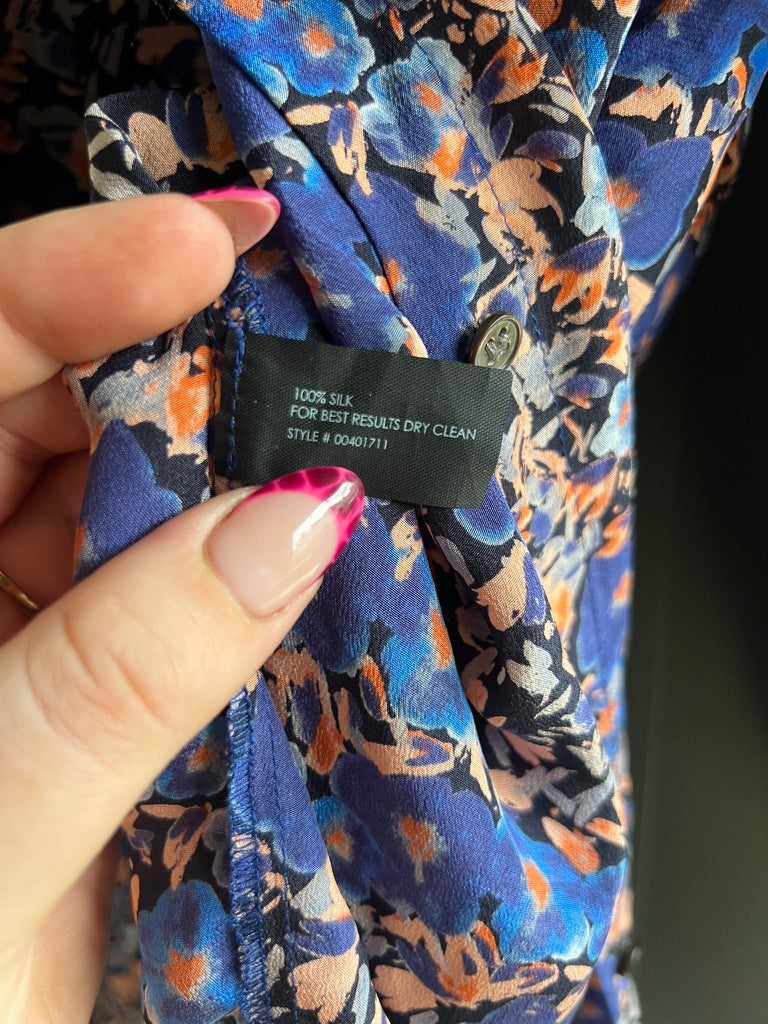 100% SILK
FOR BEST RESULTS DRY CLEAN
STYLE # 00401711